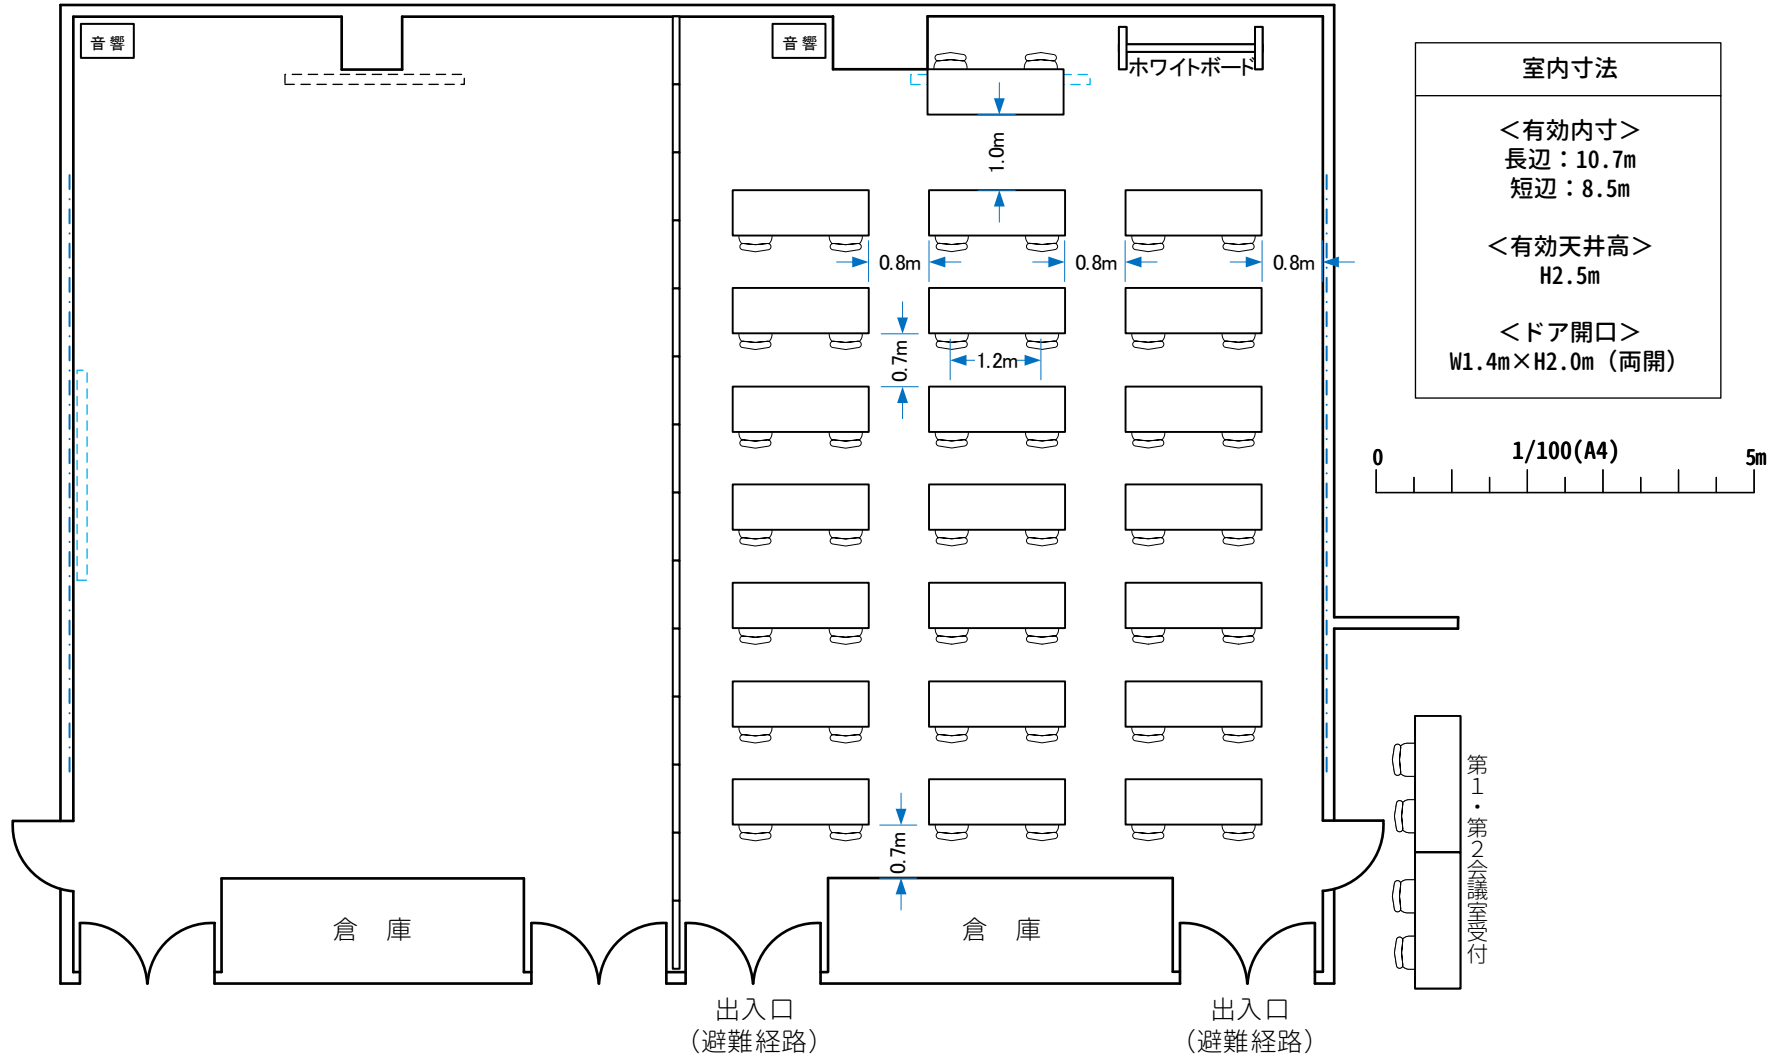 音響
音響
ホワイトボード
室内寸法
＜有効内寸＞
長辺：10.7m
短辺：8.5m
＜有効天井高＞
H2.5m
＜ドア開口＞
W1.4m×H2.0m（両開）
1.0m
0.8m
0.8m
0.8m
0.7m
1.2m
0
1/100(A4)
5m
0.7m
第１・第２会議室受付
倉　庫
倉　庫
出入口
（避難経路）
出入口
（避難経路）